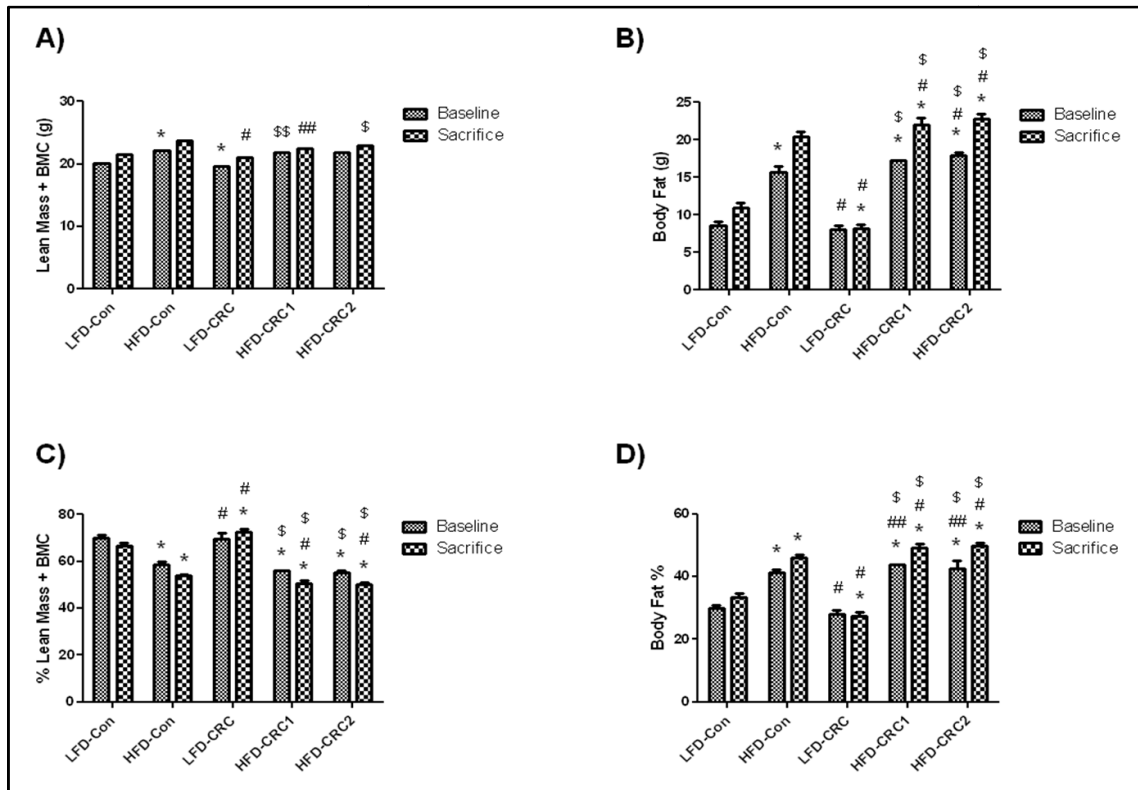 A)
Lean Mass + BMC (g)
30
20
10
0
* * # $$ ## $
LFD-Con
HFD-Con
LFD-CRC
HFD-CRC1
HFD-CRC2
Baseline
Sacrifice
B)
Body Fat (g)
25
20
15
10
5
0
$ $
# $ #
$ * # *
* * *
# #
*
LFD-Con
HFD-Con
LFD-CRC
HFD-CRC1
HFD-CRC2
Baseline
Sacrifice
C)
% Lean Mass + BMC
80
60
40
20
0
#
# * $ $ $ $
* * * # * #
* *
LFD-Con
HFD-Con
LFD-CRC
HFD-CRC1
HFD-CRC2
Baseline
Sacrifice
D)
Body Fat %
60
40
20
0
$ $
$ # $ #
## * ## *
* * * *
# #
*
LFD-Con
HFD-Con
LFD-CRC
HFD-CRC1
HFD-CRC2
Baseline
Sacrifice